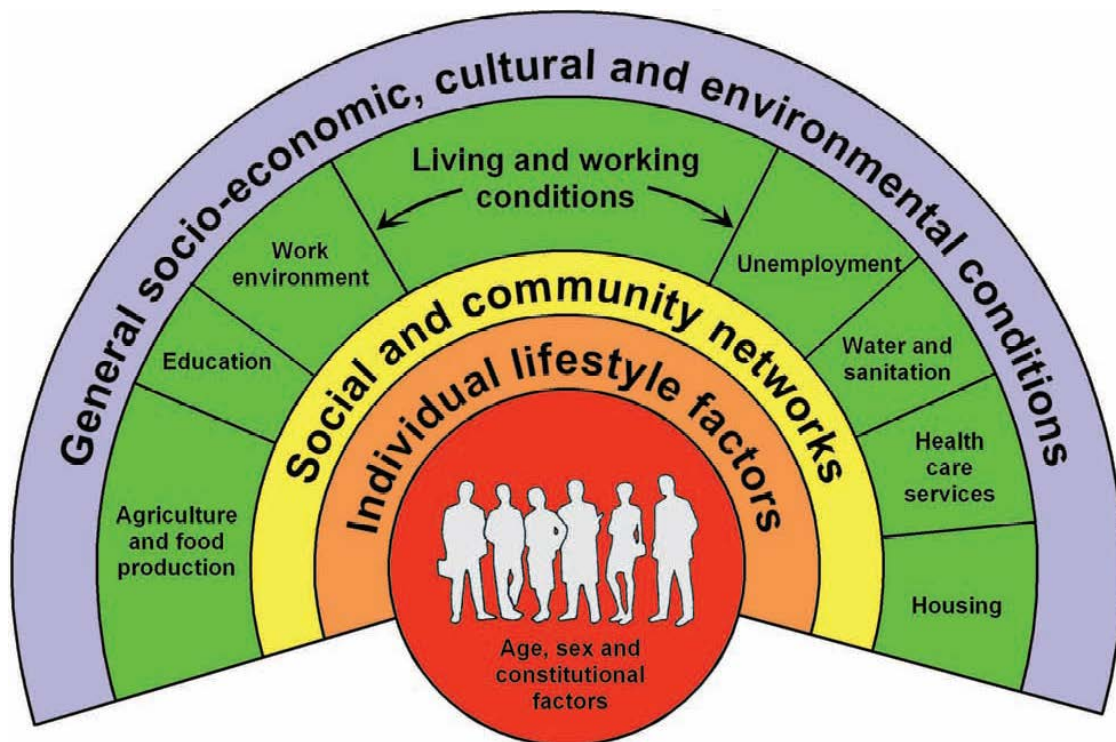 General socio-economic, cultural and environmental conditions
Living and working
conditions
Work
environment
Unemployment
Education
Water and
sanitation
Agriculture
and food
production
Health
care
services
Housing
Social and community networks
Individual lifestyle factors
Age, sex and
constitutional
factors